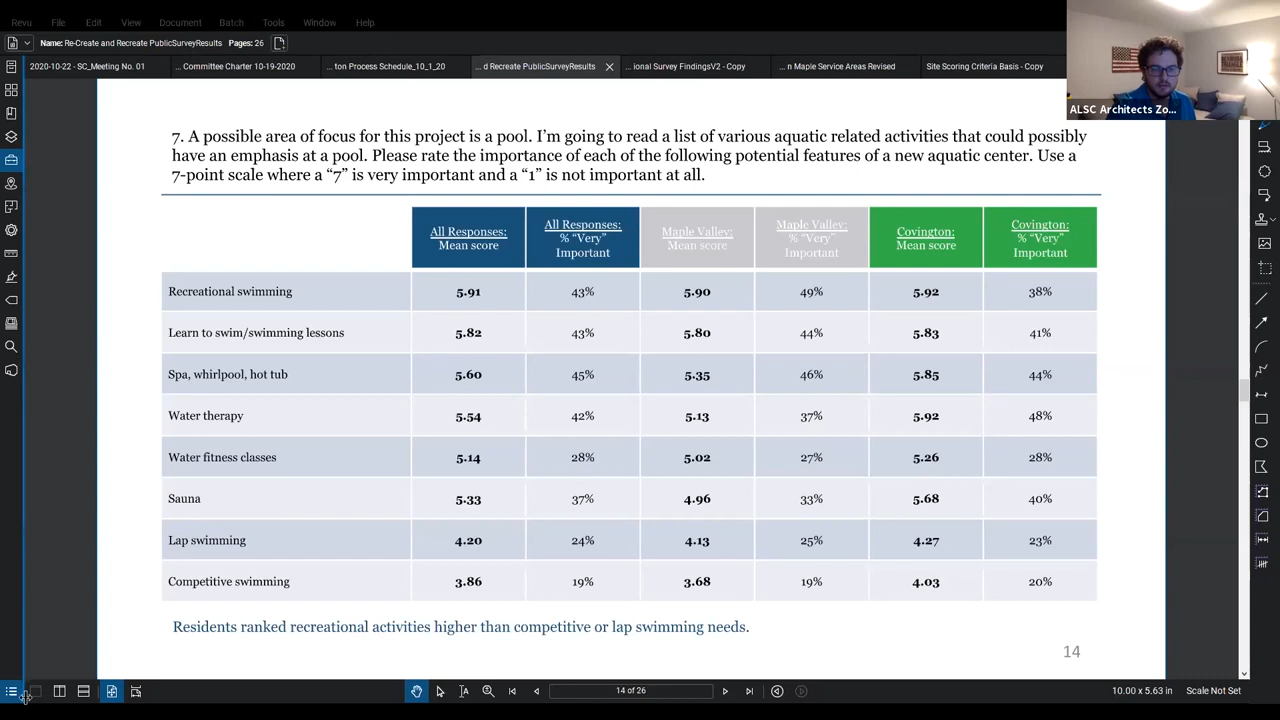 Revu File Edit View Document Batch Tools Window Help
Name: Re-Create and Recreate PublicSurveyResults Pages: 26
2020-10-22 - SC_Meeting No. 01 ... Committee Charter 10-19-2020 ... ton Process Schedule_10_1_2.0 ... d Recreate PublicSurveyResults ... ional Survey FindingsV2 - Copy ... n Maple Service Areas Revised Site Scoring Criteria Basis - Copy
ALSC Architects Zo...
7. A possible area of focus for this project is a pool. I'm going to read a list of various aquatic related activities that could possibly
have an emphasis at a pool. Please rate the importance of each of the following potential features of a new aquatic center. Use a
7-point scale where a “7” is very important and a “1” is not important at all.
All Responses: Mean score
All Responses: % “Very” Important
Maple Valley: Mean score
Maple Valley: % “Very” Important
Covington: Mean score
Covington: % “Very” Important
Recreational swimming 5.91 43% 5.90 49% 5.92 38%
Learn to swim/swimming lessons 5.82 43% 5.80 44% 5.83 41%
Spa, whirlpool, hot tub 5.60 45% 5.35 46% 5.85 44%
Water therapy 5.54 42% 5.13 37% 5.92 48%
Water fitness classes 5.14 28% 5.02 27% 5.26 28%
Sauna 5.33 37% 4.96 33% 5.68 40%
Lap swimming 4.20 24% 4.13 25% 4.27 23%
Competitive swimming 3.86 19% 3.68 19% 4.03 20%
Residents ranked recreational activities higher than competitive or lap swimming needs.
14
14 of 26 10.00 x 5.63 in Scale Not Set